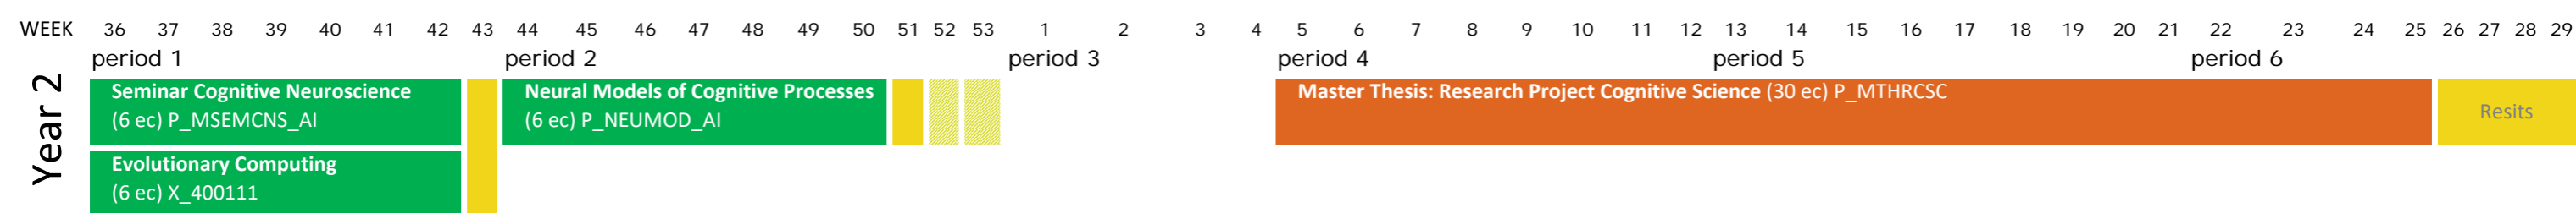 WEEK 36 37 38 39 40 41 42 43 44 45 46 47 48 49 50 51 52 53 1 2 3 4 5 6 7 8 9 10 11 12 13 14 15 16 17 18 19 20 21 22 23 24 25 26 27 28 29
period 1 period 2 period 3 period 4 period 5 period 6
Year 2
Seminar Cognitive Neuroscience
(6 ec) P_MSEMCNS_AI
Neural Models of Cognitive Processes
(6 ec) P_NEUMOD_AI
Master Thesis: Research Project Cognitive Science (30 ec) P_MTHRCSC
Resits
Evolutionary Computing
(6 ec) X_400111